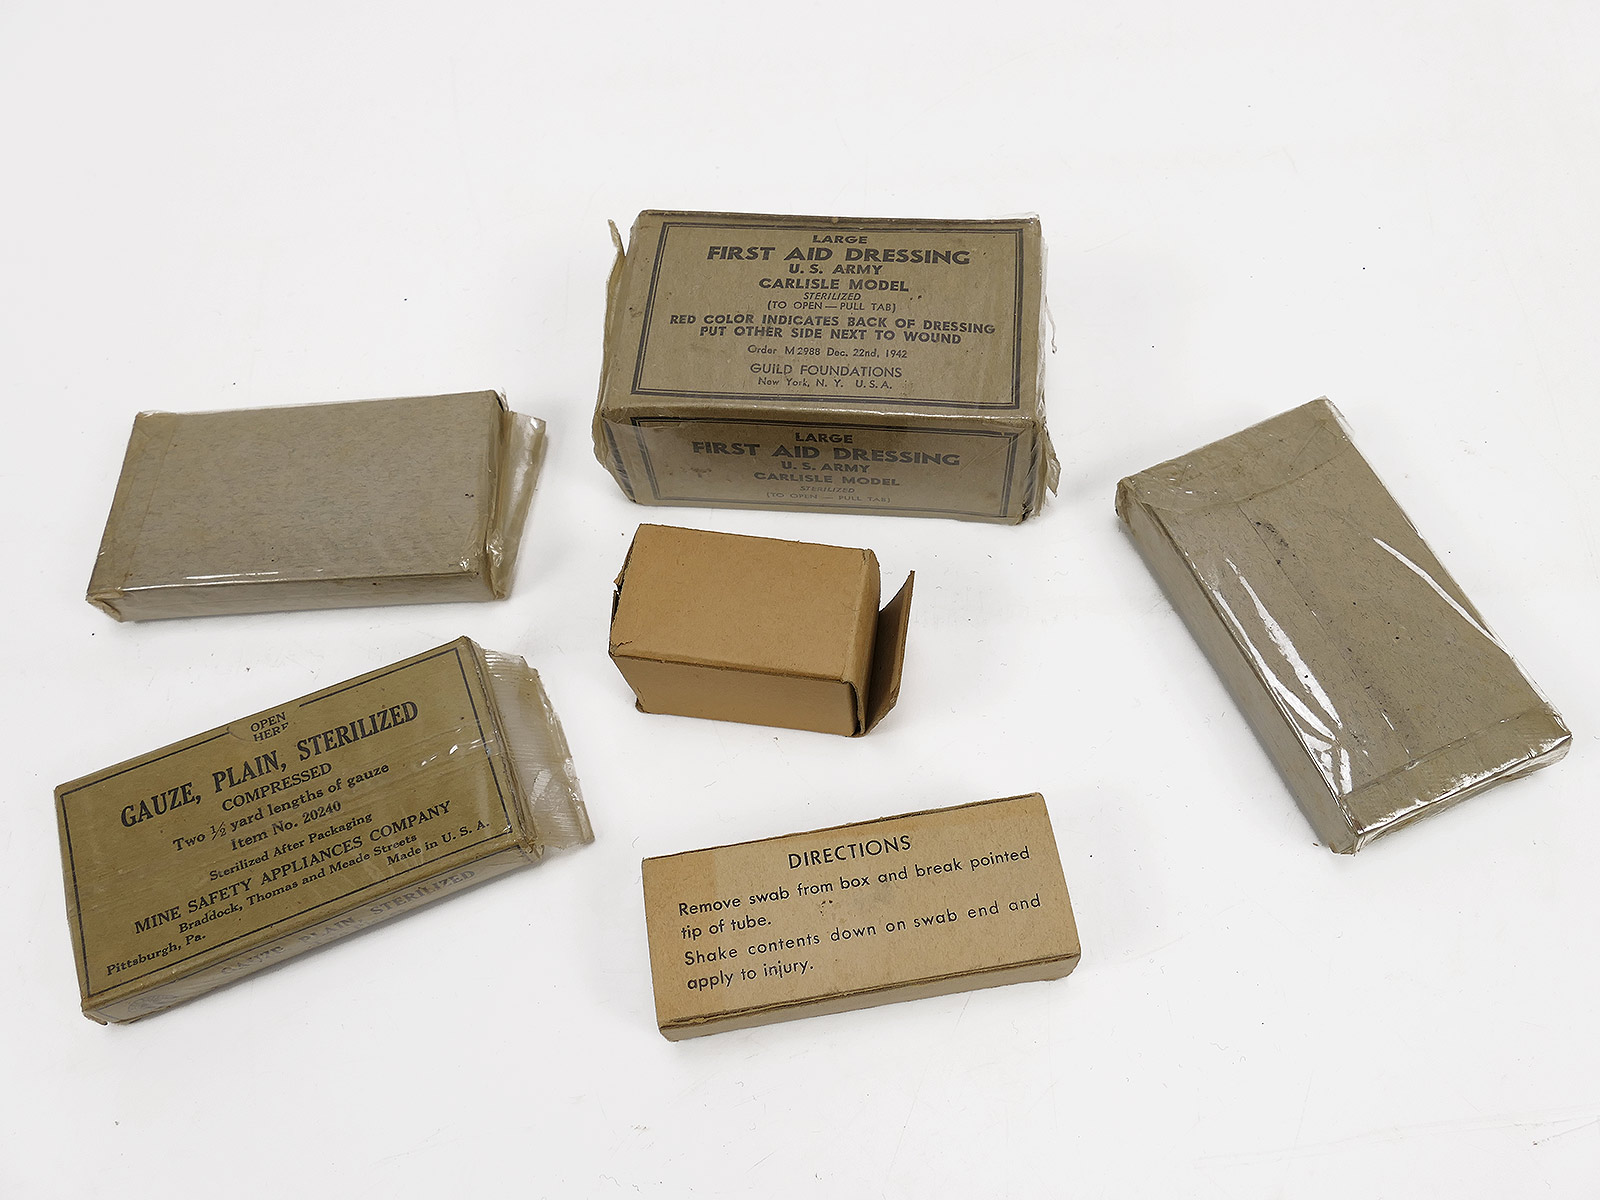 LARGE
FIRST AID DRESSING
U. S. ARMY
CARLISLE MODEL
STERILIZED
(TO OPEN — PULL TAB)
RED COLOR INDICATES BACK OF DRESSING
PUT OTHER SIDE NEXT TO WOUND
Order M2988 Dec. 22nd, 1942
GUILD FOUNDATIONS
New York, N. Y. U.S.A.
LARGE
FIRST AID DRESSING
U. S. ARMY
CARLISLE MODEL
STERILIZED
(TO OPEN — PULL TAB)
OPEN
HERE
GAUZE, PLAIN, STERILIZED
COMPRESSED
Two ½ yard lengths of gauze
Item No. 20240
Sterilized After Packaging
MINE SAFETY APPLIANCES COMPANY
Braddock, Thomas and Meade Streets
Pittsburgh, Pa. Made in U. S. A.
GAUZE, PLAIN, STERILIZED
DIRECTIONS
Remove swab from box and break pointed
tip of tube.
Shake contents down on swab end and
apply to injury.